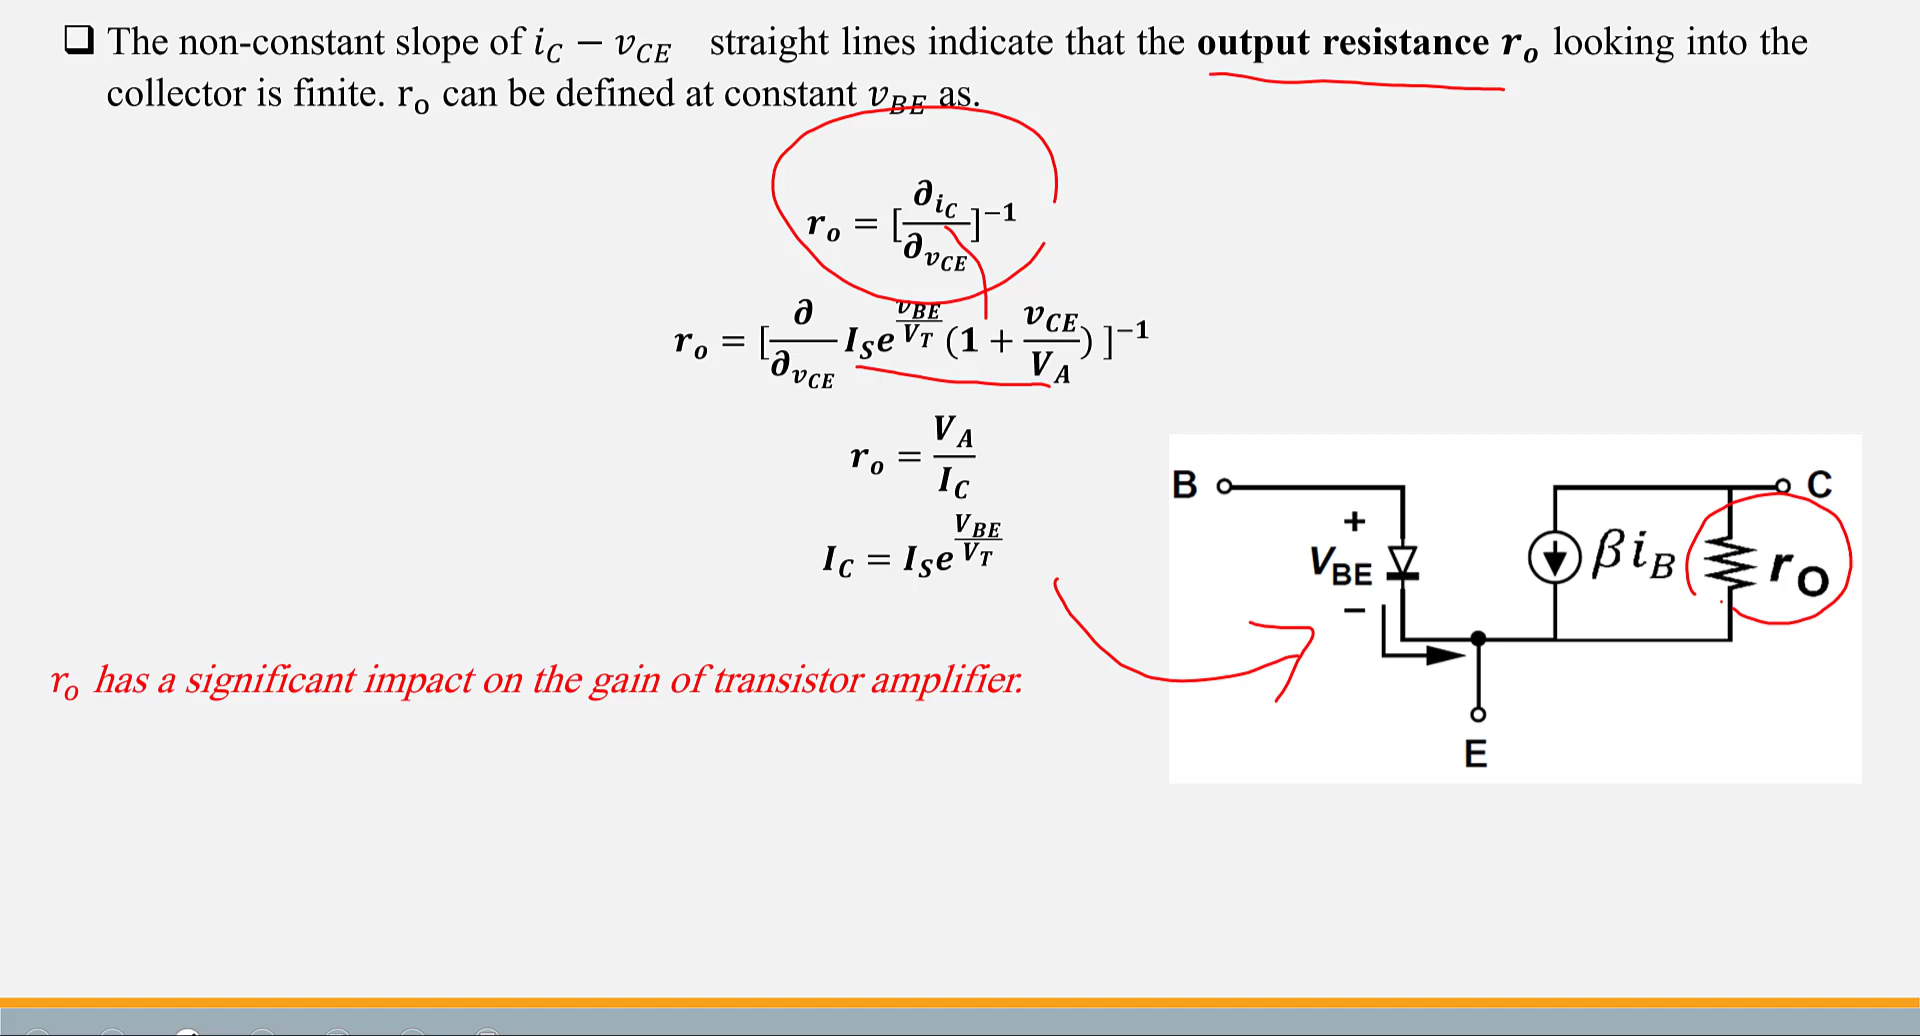 ❑ The non-constant slope of i_C − v_CE straight lines indicate that the output resistance r_o looking into the
collector is finite. r_o can be defined at constant v_BE as.
r_o = [∂i_C / ∂v_CE]^−1
r_o = [∂/∂v_CE I_S e^(v_BE/V_T) (1 + v_CE/V_A) ]^−1
r_o = V_A / I_C
I_C = I_S e^(V_BE/V_T)
r_o has a significant impact on the gain of transistor amplifier.
B
C
+
V_BE
−
βi_B
r_o
E